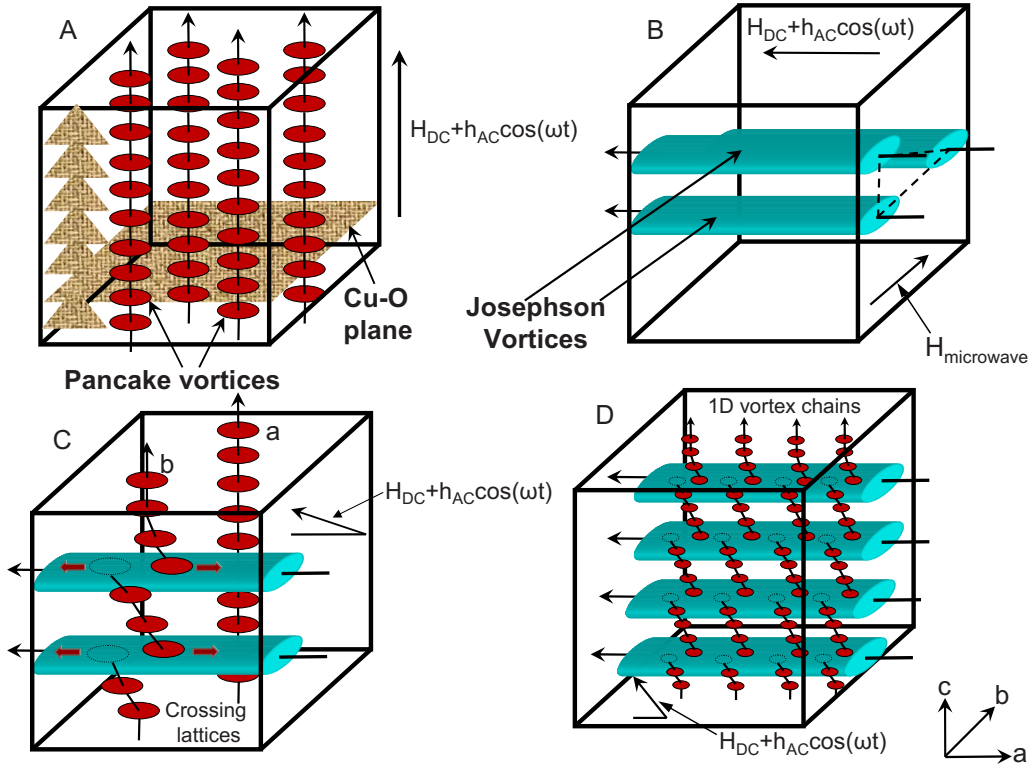 A
H_DC+h_ACcos(ωt)
Cu-O
plane
Pancake vortices
B
H_DC+h_ACcos(ωt)
Josephson
Vortices
H_microwave
C
a
b
H_DC+h_ACcos(ωt)
Crossing
lattices
D
1D vortex chains
H_DC+h_ACcos(ωt)
c
b
a